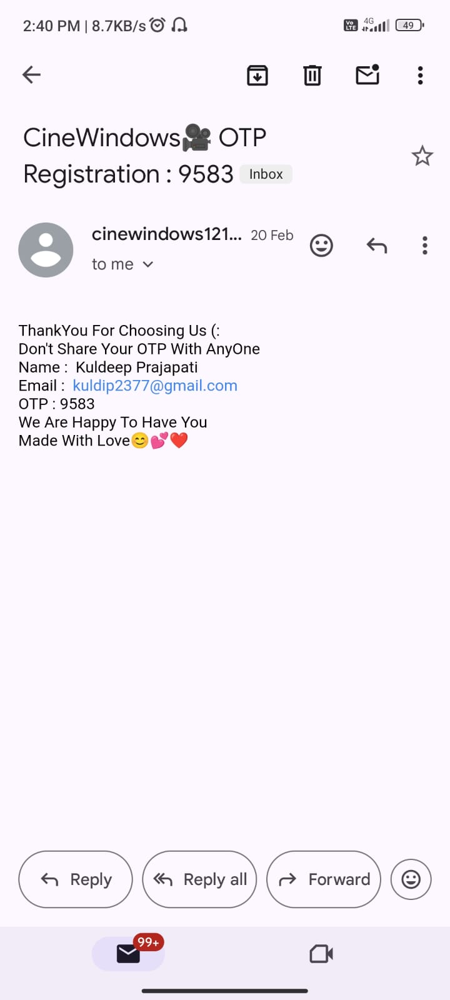 2:40 PM | 8.7KB/s
Vo LTE 4G 49
CineWindows🎥 OTP
Registration : 9583 Inbox
cinewindows121... 20 Feb
to me
ThankYou For Choosing Us (:
Don't Share Your OTP With AnyOne
Name :  Kuldeep Prajapati
Email :  kuldip2377@gmail.com
OTP : 9583
We Are Happy To Have You
Made With Love😊💕❤️
Reply Reply all Forward
99+